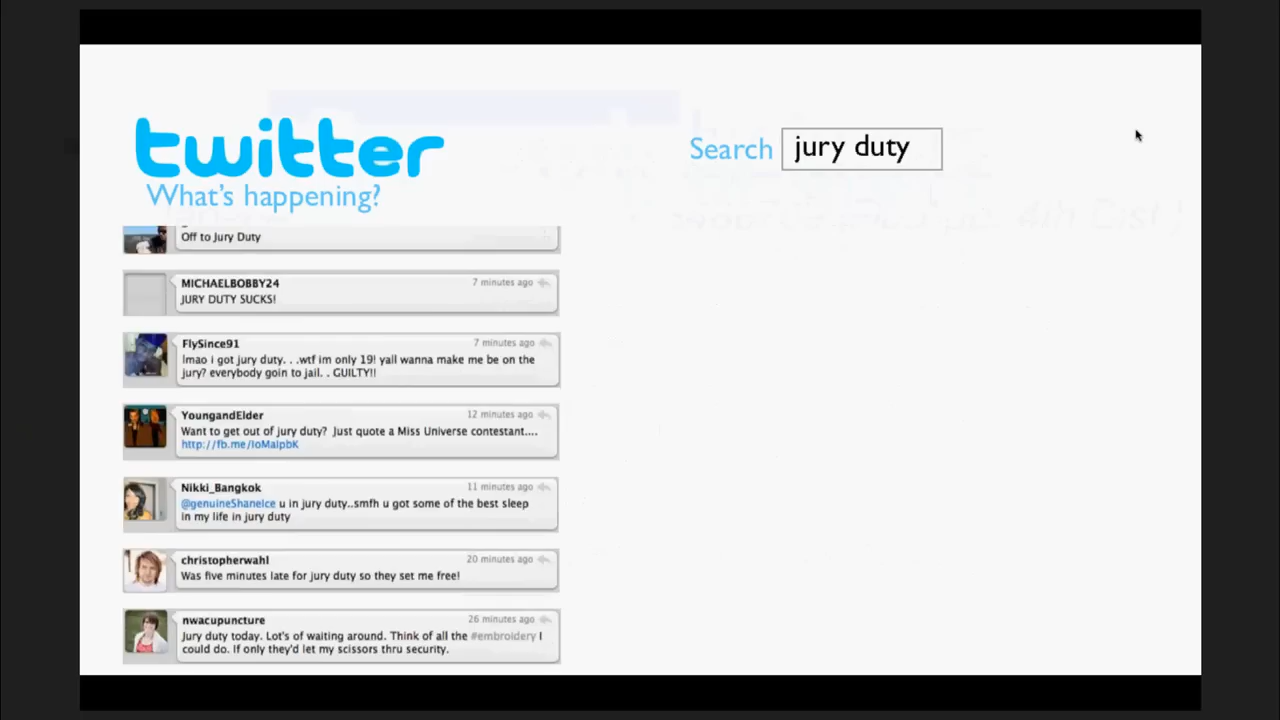 twitter
What's happening?
Search jury duty
Off to Jury Duty
MICHAELBOBBY24 7 minutes ago
JURY DUTY SUCKS!
FlySince91 7 minutes ago
lmao i got jury duty. . .wtf im only 19! yall wanna make me be on the
jury? everybody goin to jail. . GUILTY!!
YoungandElder 12 minutes ago
Want to get out of jury duty? Just quote a Miss Universe contestant....
http://fb.me/IoMaIpbK
Nikki_Bangkok 11 minutes ago
@genuineShaneIce u in jury duty..smfh u got some of the best sleep
in my life in jury duty
christopherwahl 20 minutes ago
Was five minutes late for jury duty so they set me free!
nwacupuncture 26 minutes ago
Jury duty today. Lot's of waiting around. Think of all the #embroidery I
could do. If only they'd let my scissors thru security.